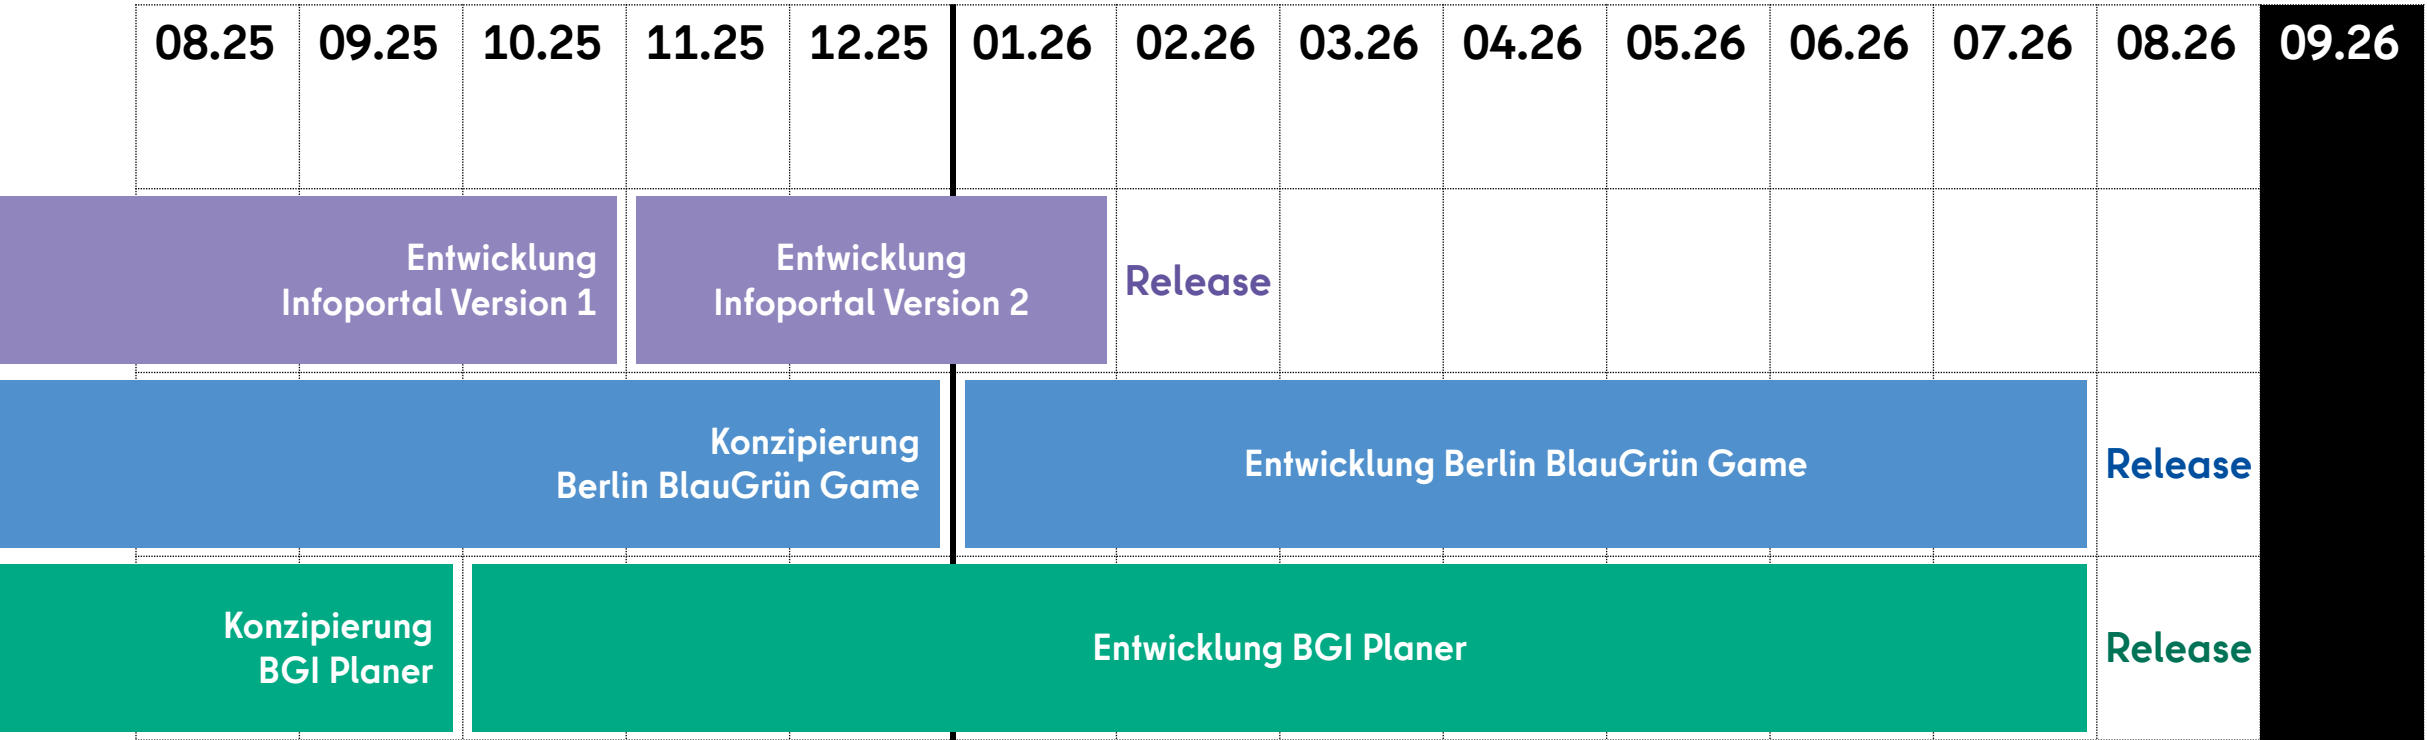 08.25 09.25 10.25 11.25 12.25 01.26 02.26 03.26 04.26 05.26 06.26 07.26 08.26 09.26
Entwicklung
Infoportal Version 1
Entwicklung
Infoportal Version 2
Release
Konzipierung
Berlin BlauGrün Game
Entwicklung Berlin BlauGrün Game
Release
Konzipierung
BGI Planer
Entwicklung BGI Planer
Release